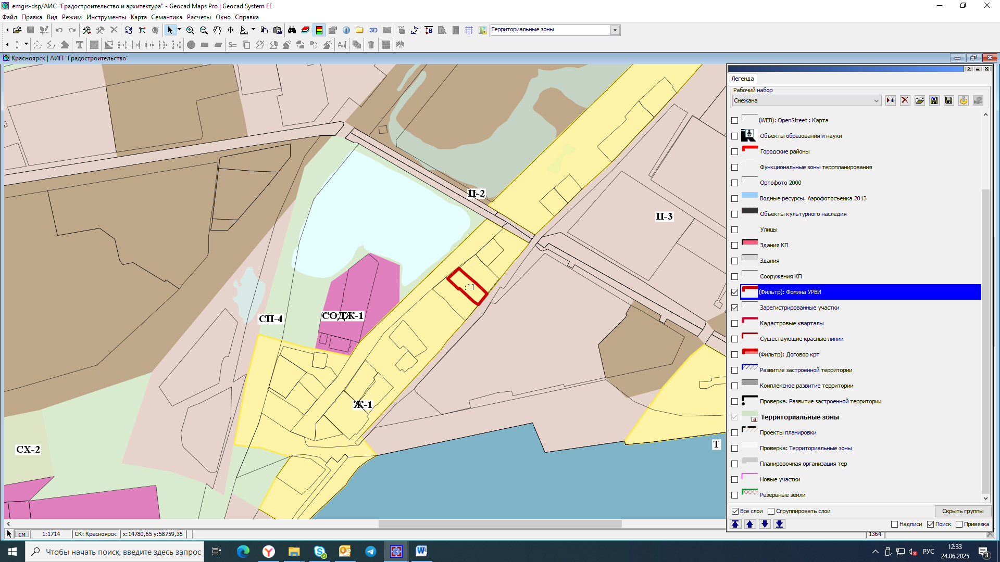 emgis-dsp/АИС "Градостроительство и архитектура" - Geocad Maps Pro | Geocad System EE
Файл Правка Вид Режим Инструменты Карта Семантика Расчеты Окно Справка
3D
Территориальные зоны
Красноярск | АИП "Градостроительство"
Легенда
Рабочий набор
Снежана
(WEB): OpenStreet : Карта
Объекты образования и науки
Городские районы
Функциональные зоны террпланирования
Ортофото 2000
Водные ресурсы. Аэрофотосъемка 2013
Объекты культурного наследия
Улицы
Здания КП
Здания
Сооружения КП
(Фильтр): Фомина УРВИ
Зарегистрированные участки
Кадастровые кварталы
Существующие красные линии
(Фильтр): Договор крт
Развитие застроенной территории
Комплексное развитие территории
Проверка. Развитие застроенной территории
Территориальные зоны
Проекты планировки
Проверка: Территориальные зоны
Планировочная организация тер
Новые участки
Резервные земли
Все слои Сгруппировать слои Скрыть группы
Надписи Поиск Привязка
П-2
П-3
:11
СП-4
СОДЖ-1
Ж-1
СХ-2
Т
см 1:1714 СК: Красноярск x:14780,65 y:58759,35 1364
Чтобы начать поиск, введите здесь запрос
РУС
12:33
24.06.2025
3